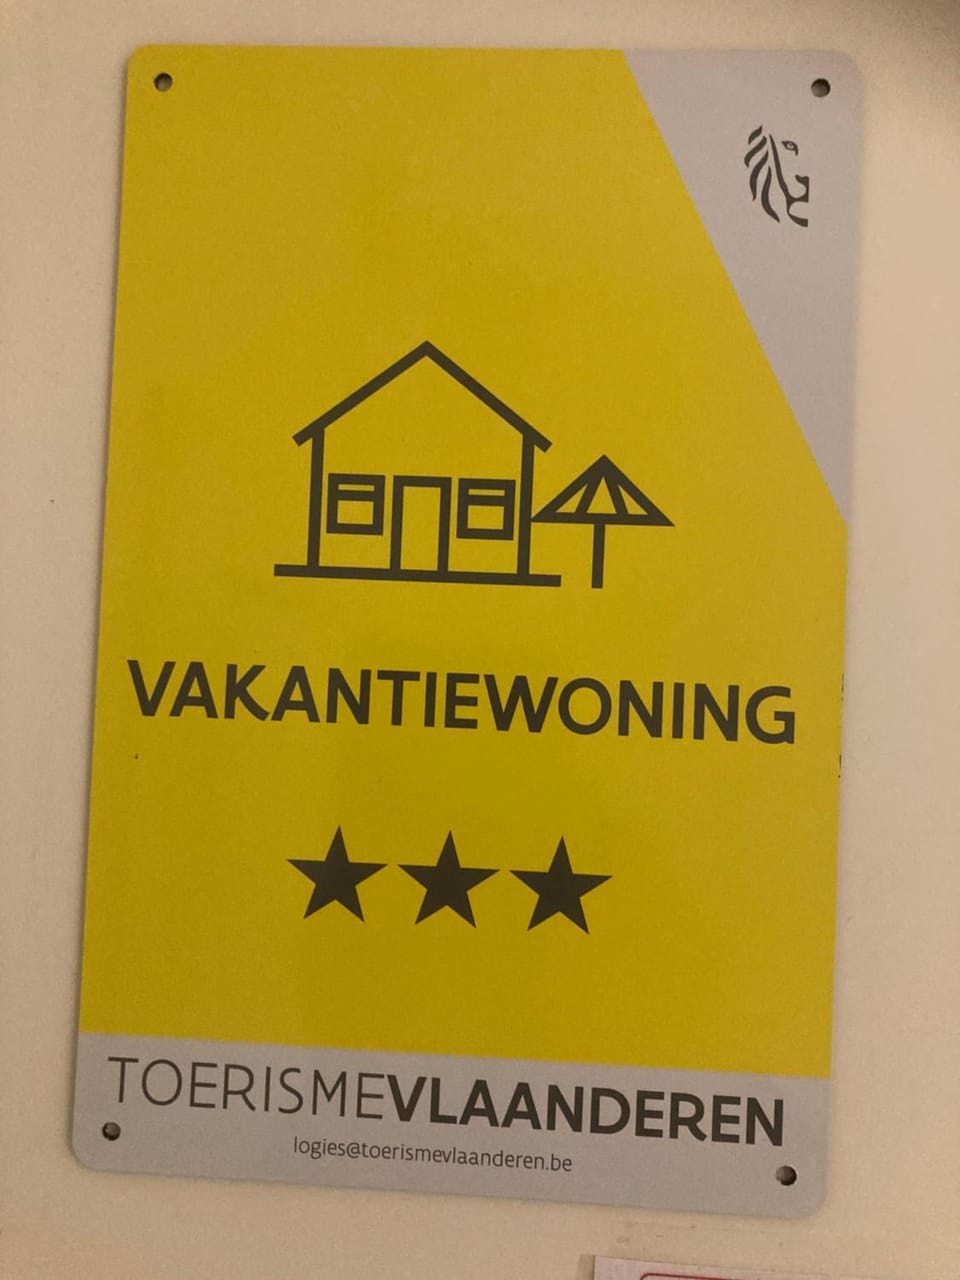 VAKANTIEWONING
TOERISMEVLAANDEREN
logies@toerismevlaanderen.be